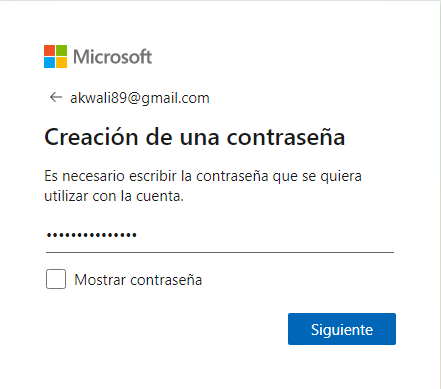 Microsoft
← akwali89@gmail.com
Creación de una contraseña
Es necesario escribir la contraseña que se quiera
utilizar con la cuenta.
•••••••••••••••
Mostrar contraseña
Siguiente